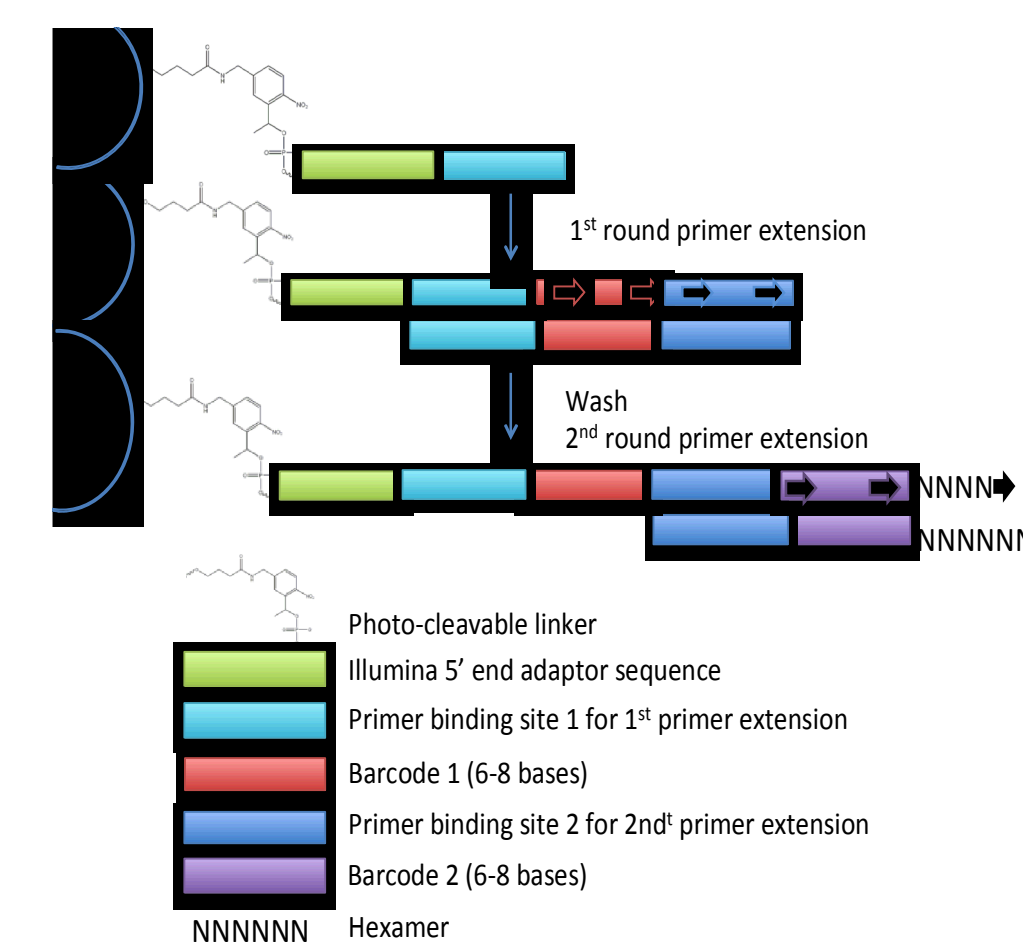 1st round primer extension
Wash
2nd round primer extension
NNNN
NNNNNN
Photo-cleavable linker
Illumina 5’ end adaptor sequence
Primer binding site 1 for 1st primer extension
Barcode 1 (6-8 bases)
Primer binding site 2 for 2ndt primer extension
Barcode 2 (6-8 bases)
NNNNNN Hexamer